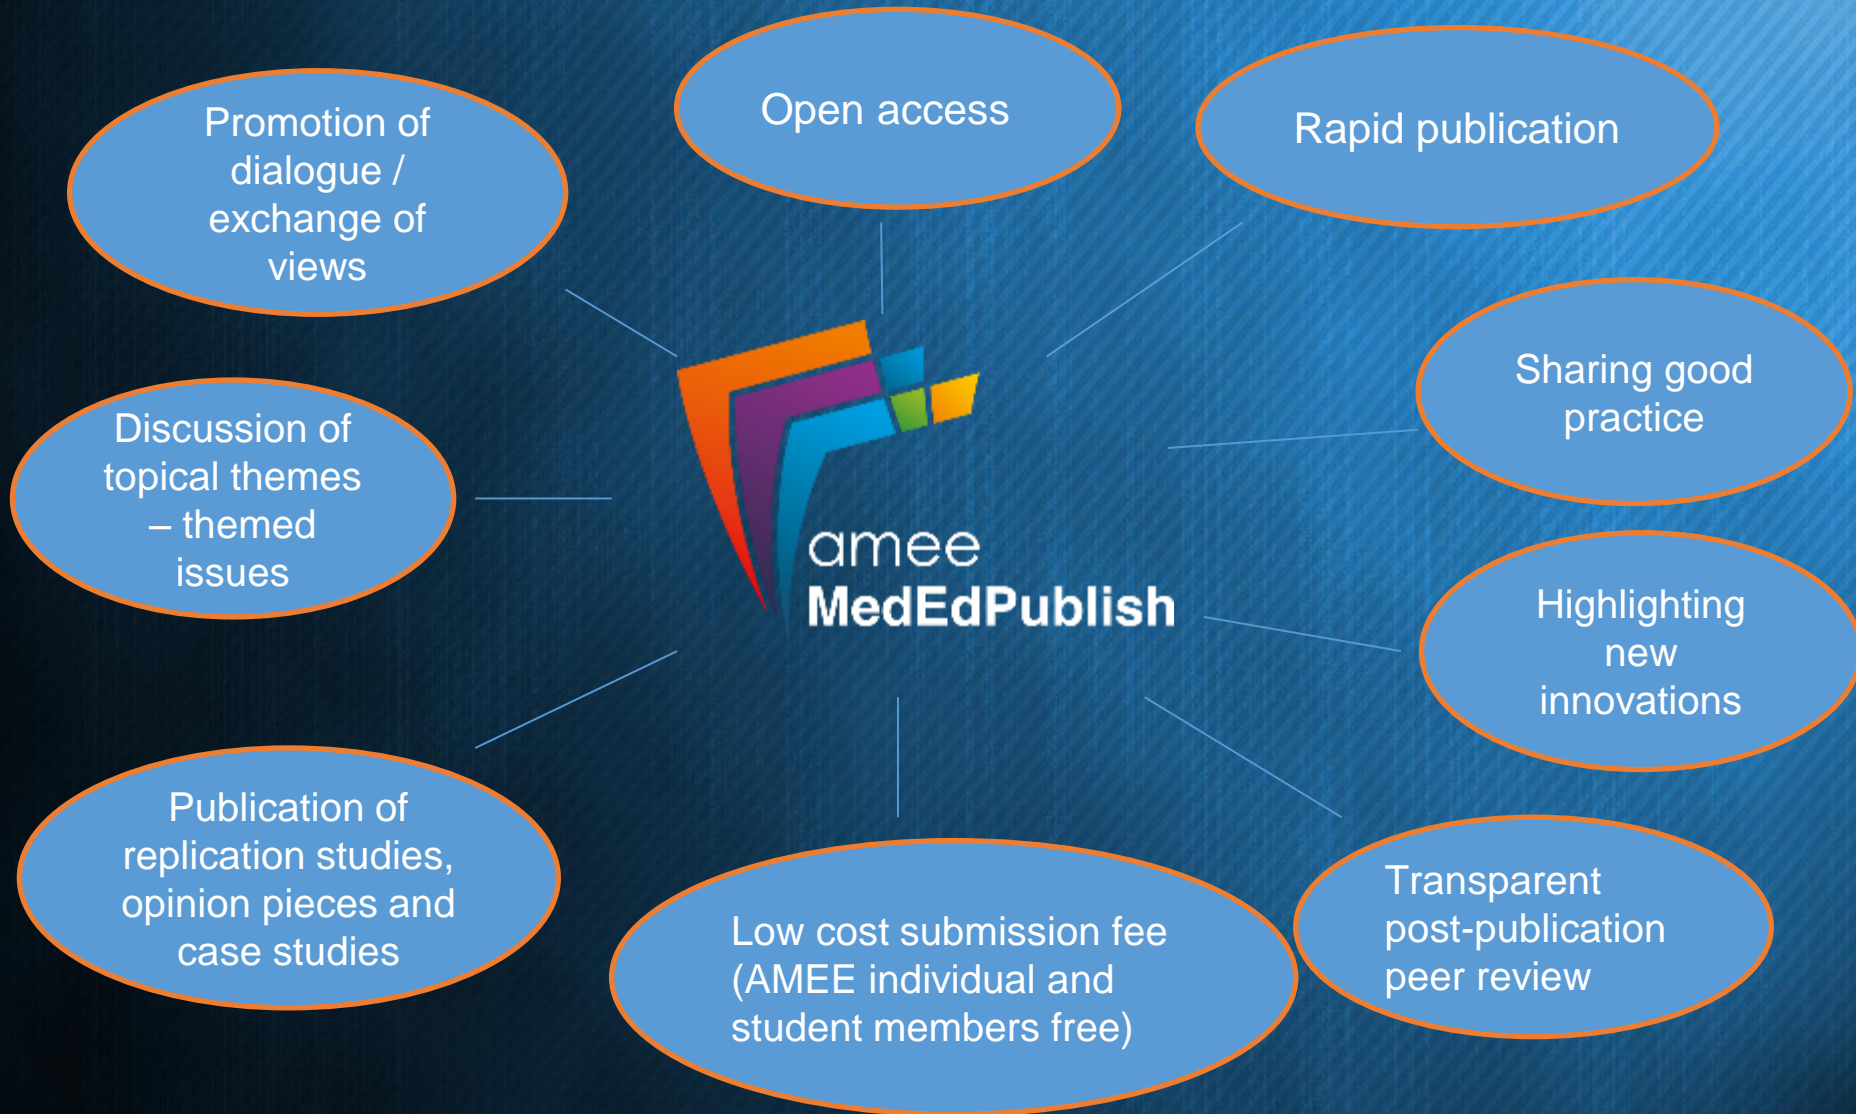 Promotion of
dialogue /
exchange of
views
Open access
Rapid publication
Sharing good
practice
Discussion of
topical themes
– themed
issues
amee
MedEdPublish
Highlighting
new
innovations
Publication of
replication studies,
opinion pieces and
case studies
Low cost submission fee
(AMEE individual and
student members free)
Transparent
post-publication
peer review